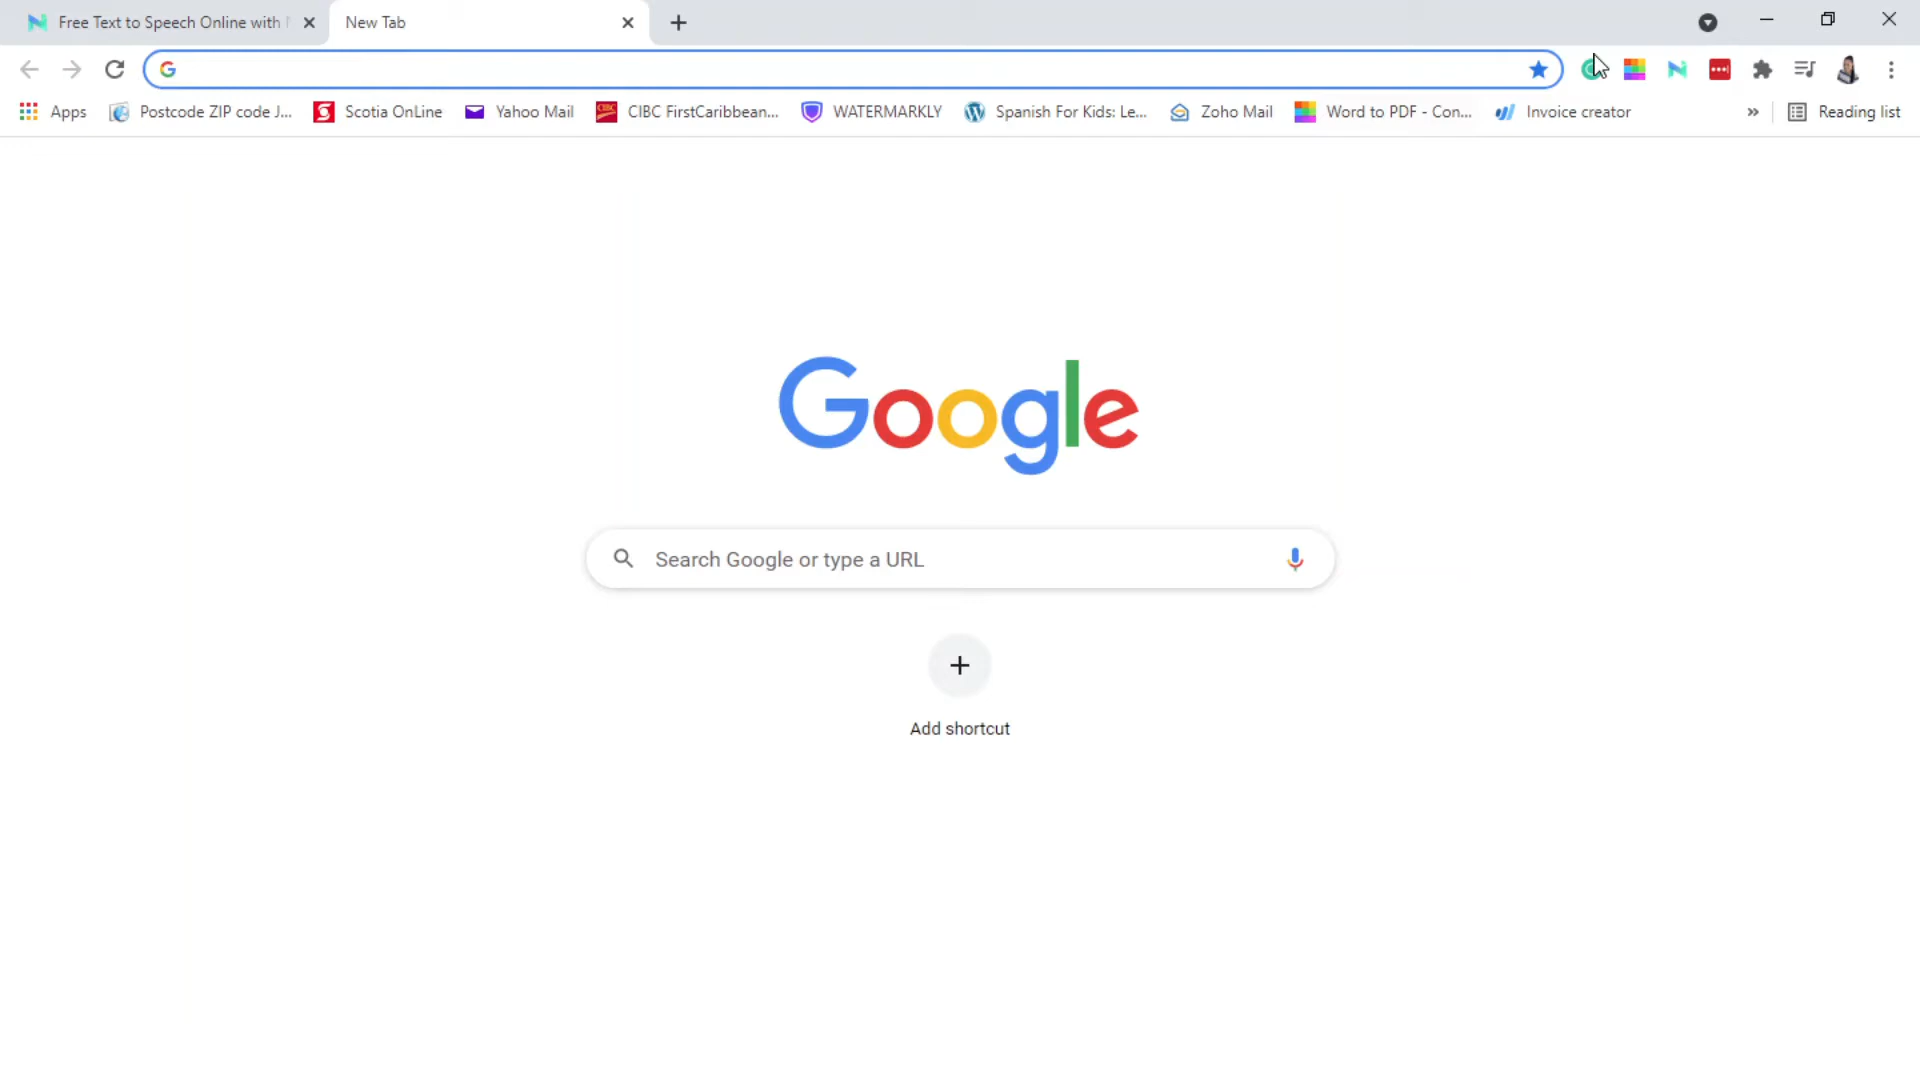 Free Text to Speech Online with
New Tab
Apps
Postcode ZIP code J...
Scotia OnLine
Yahoo Mail
CIBC FirstCaribbean...
WATERMARKLY
Spanish For Kids: Le...
Zoho Mail
Word to PDF - Con...
Invoice creator
»
Reading list
Google
Search Google or type a URL
Add shortcut